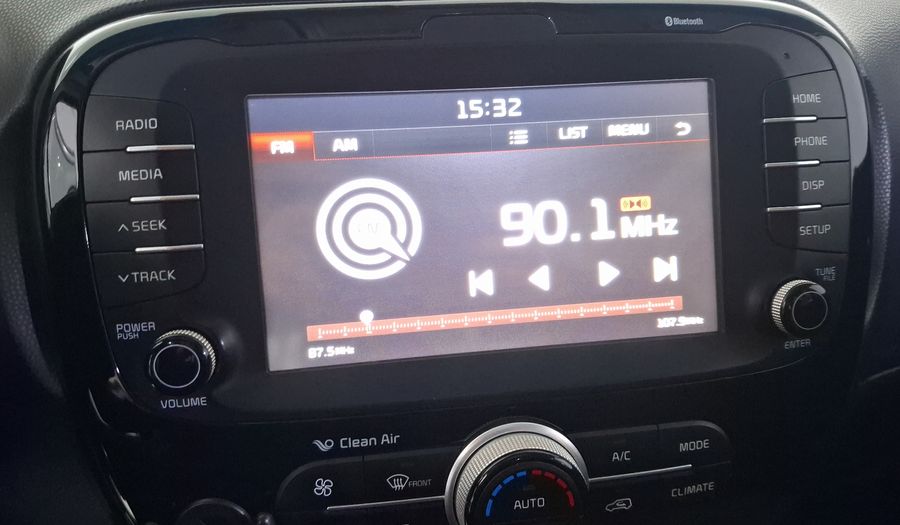 Bluetooth
15:32
FM AM LIST MENU
90.1 MHz
87.5MHz 107.9MHz
RADIO
MEDIA
SEEK
TRACK
POWER
PUSH
VOLUME
HOME
PHONE
DISP
SETUP
TUNE
FILE
ENTER
Clean Air
FRONT
AUTO
A/C
MODE
CLIMATE